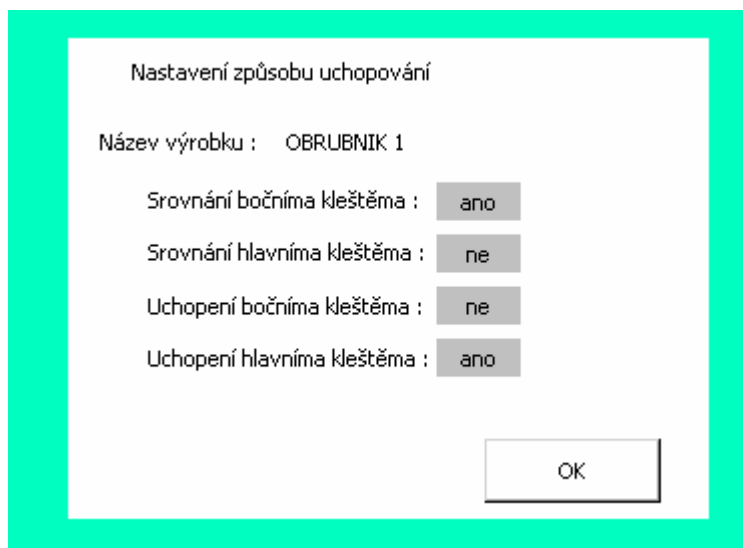 Nastavení způsobu uchopování
Název výrobku : OBRUBNIK 1
Srovnání bočníma kleštěma : ano
Srovnání hlavníma kleštěma : ne
Uchopení bočníma kleštěma : ne
Uchopení hlavníma kleštěma : ano
OK